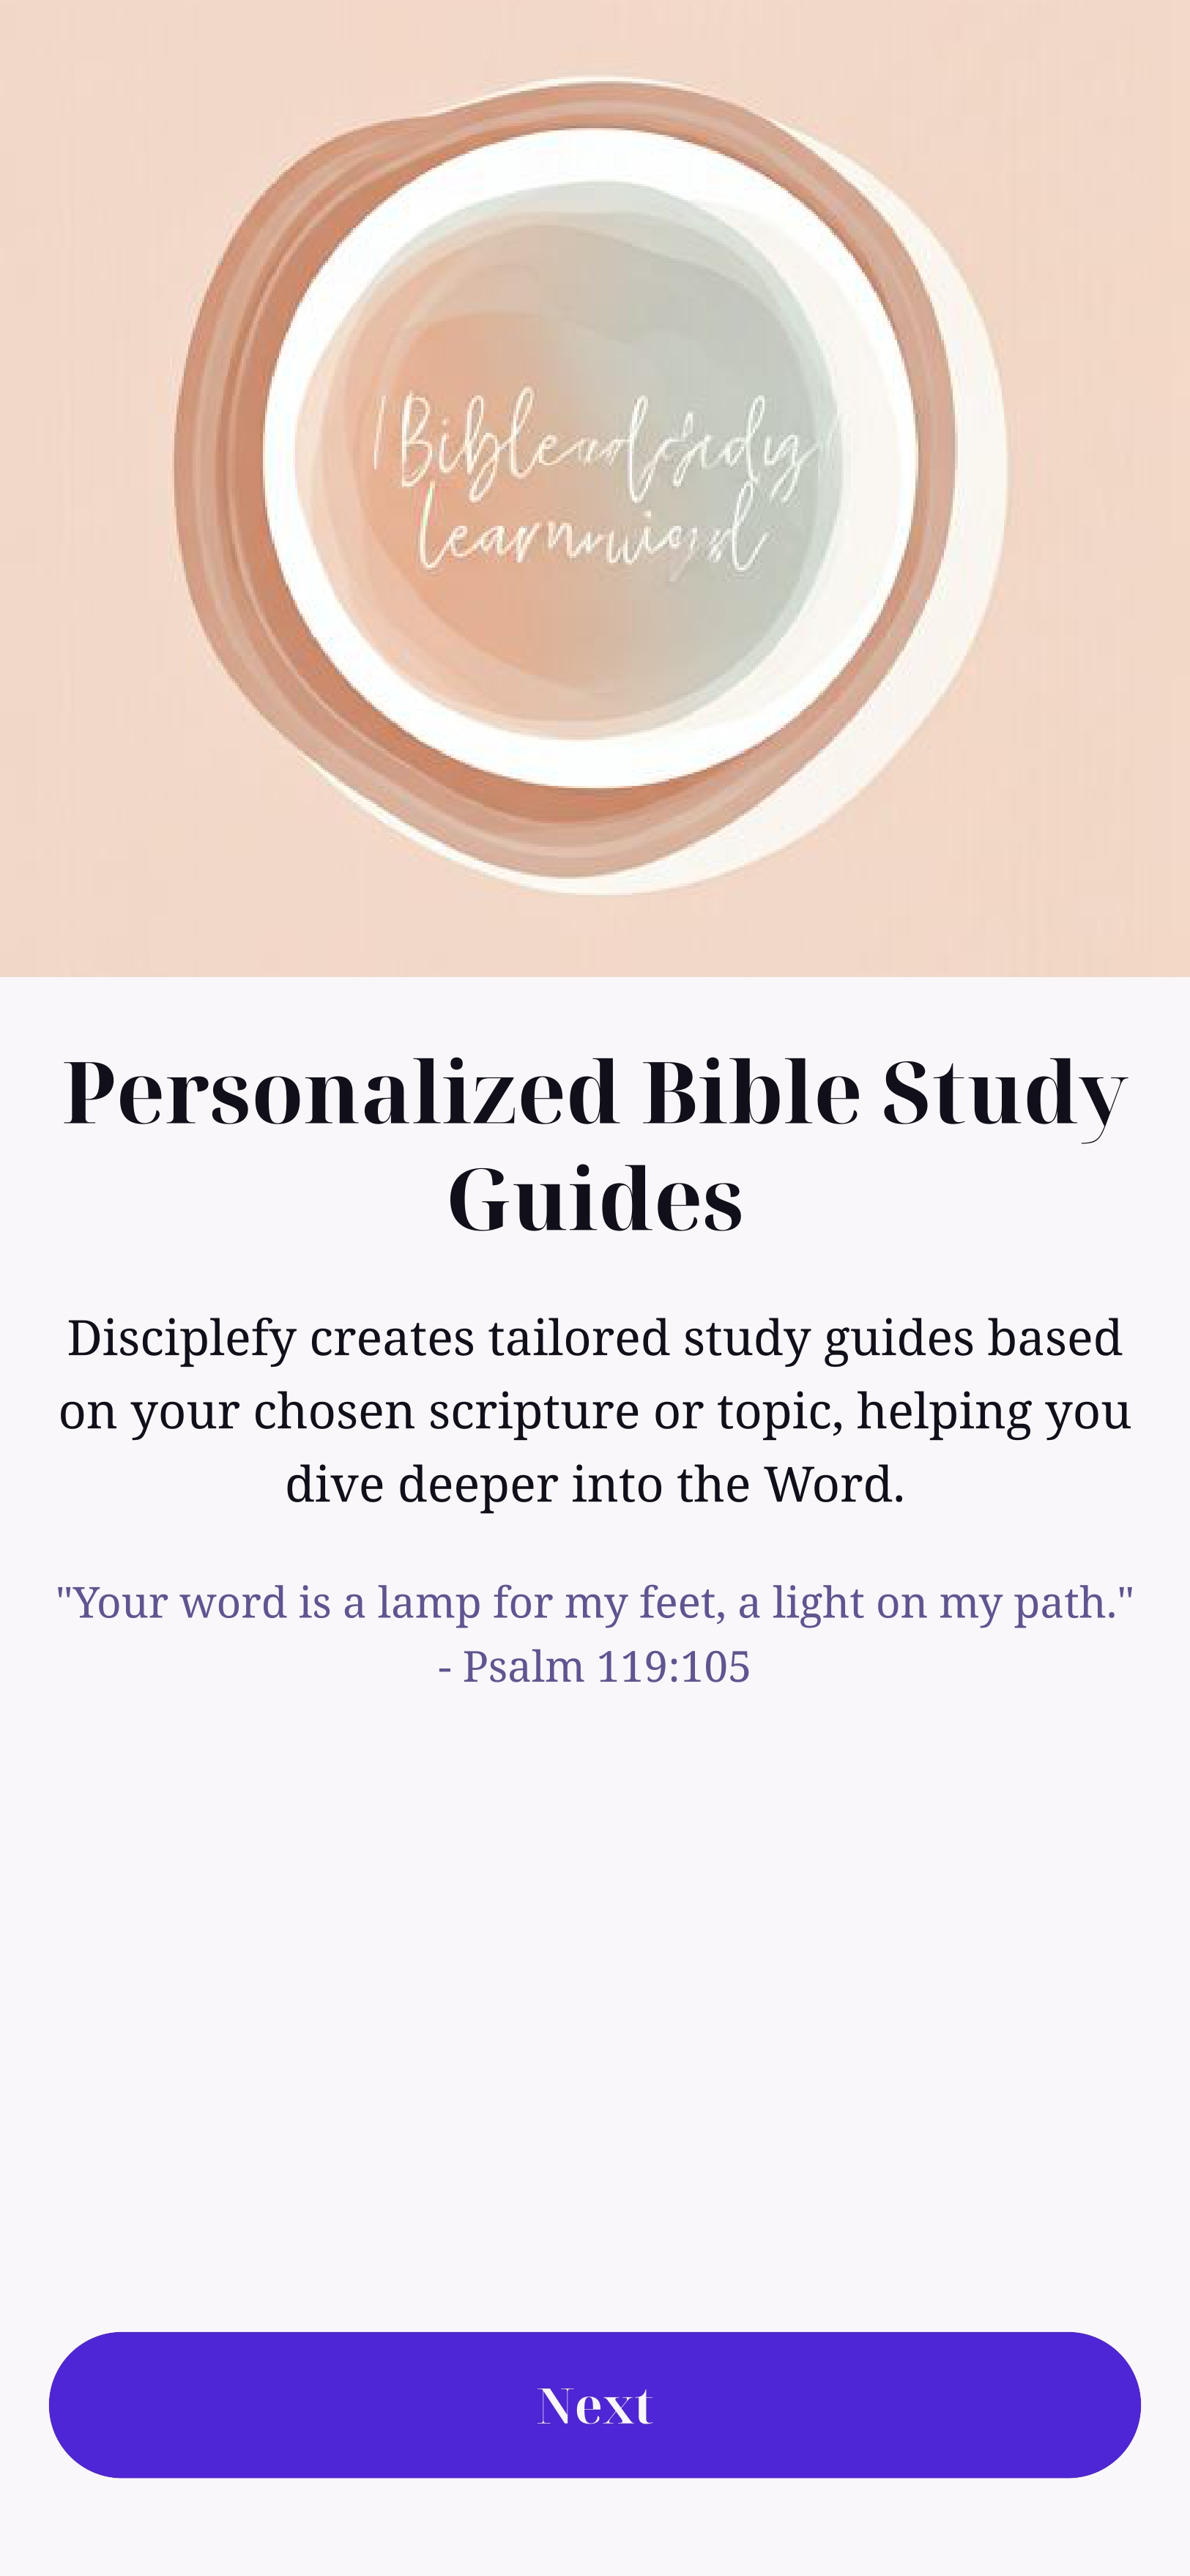 Personalized Bible Study
Guides
Disciplefy creates tailored study guides based
on your chosen scripture or topic, helping you
dive deeper into the Word.
"Your word is a lamp for my feet, a light on my path."
- Psalm 119:105
Next